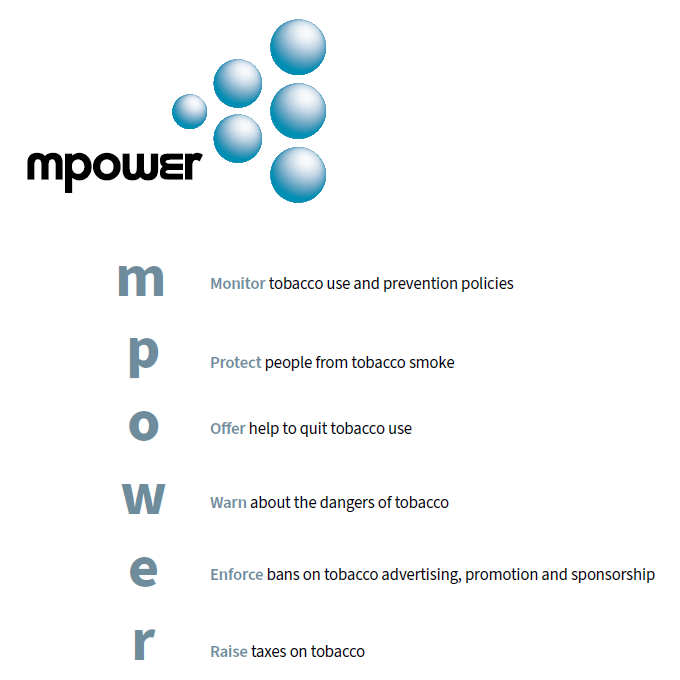 mpower
m Monitor tobacco use and prevention policies
p Protect people from tobacco smoke
o Offer help to quit tobacco use
w Warn about the dangers of tobacco
e Enforce bans on tobacco advertising, promotion and sponsorship
r Raise taxes on tobacco